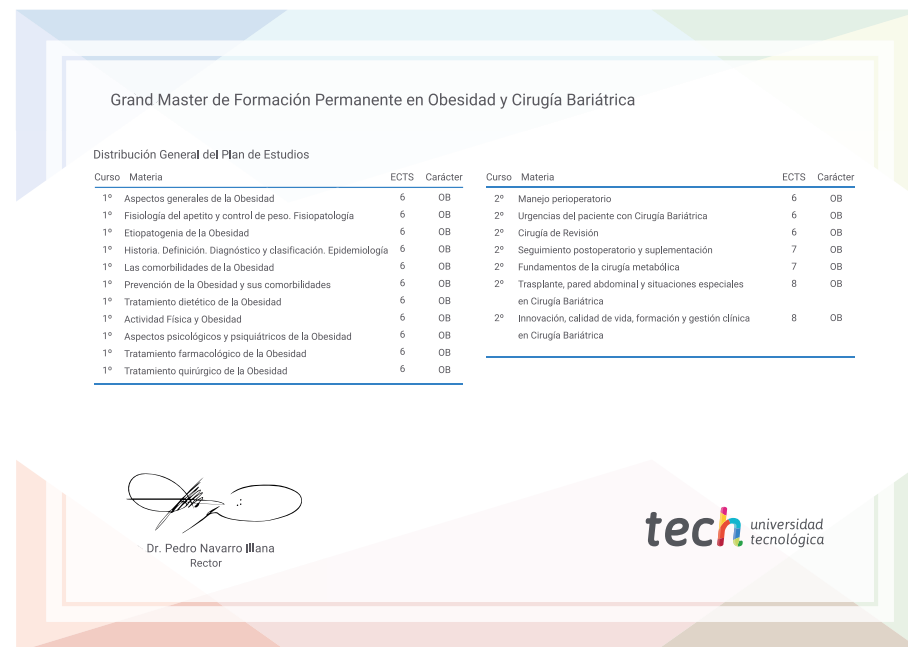 Grand Master de Formación Permanente en Obesidad y Cirugía Bariátrica
Distribución General del Plan de Estudios
Curso Materia ECTS Carácter
1º Aspectos generales de la Obesidad 6 OB
1º Fisiología del apetito y control de peso. Fisiopatología 6 OB
1º Etiopatogenia de la Obesidad 6 OB
1º Historia. Definición. Diagnóstico y clasificación. Epidemiología 6 OB
1º Las comorbilidades de la Obesidad 6 OB
1º Prevención de la Obesidad y sus comorbilidades 6 OB
1º Tratamiento dietético de la Obesidad 6 OB
1º Actividad Física y Obesidad 6 OB
1º Aspectos psicológicos y psiquiátricos de la Obesidad 6 OB
1º Tratamiento farmacológico de la Obesidad 6 OB
1º Tratamiento quirúrgico de la Obesidad 6 OB
Curso Materia ECTS Carácter
2º Manejo perioperatorio 6 OB
2º Urgencias del paciente con Cirugía Bariátrica 6 OB
2º Cirugía de Revisión 6 OB
2º Seguimiento postoperatorio y suplementación 7 OB
2º Fundamentos de la cirugía metabólica 7 OB
2º Trasplante, pared abdominal y situaciones especiales 8 OB
en Cirugía Bariátrica
2º Innovación, calidad de vida, formación y gestión clínica 8 OB
en Cirugía Bariátrica
Dr. Pedro Navarro Illana
Rector
tech universidad
tecnológica